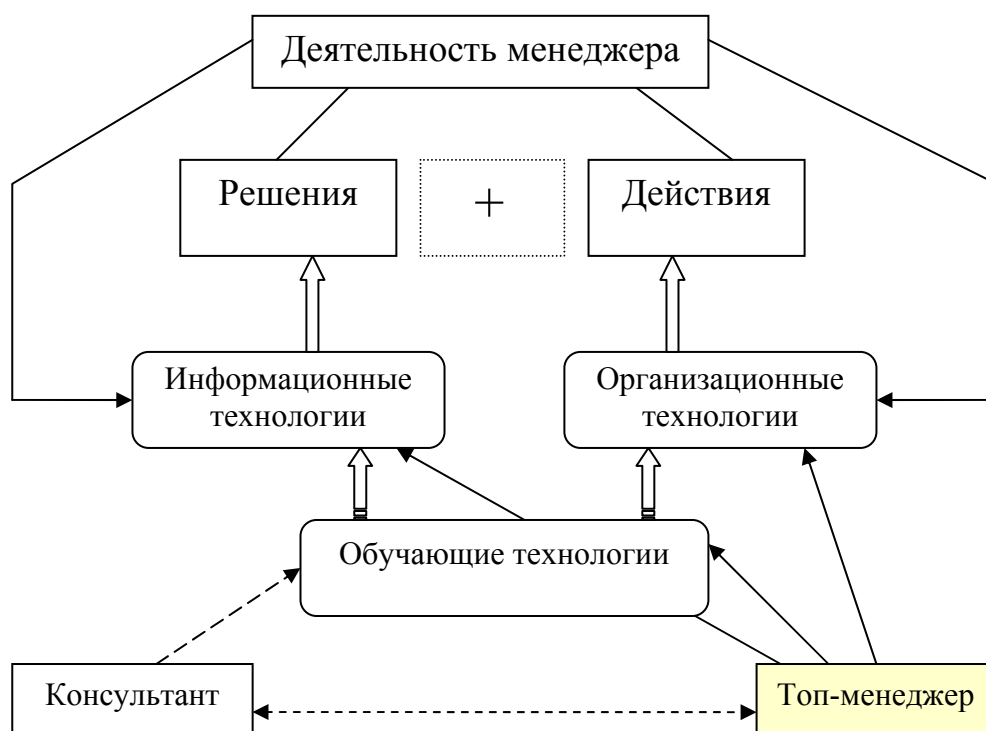 Деятельность менеджера
Решения
+
Действия
Информационные
технологии
Организационные
технологии
Обучающие технологии
Консультант
Топ-менеджер